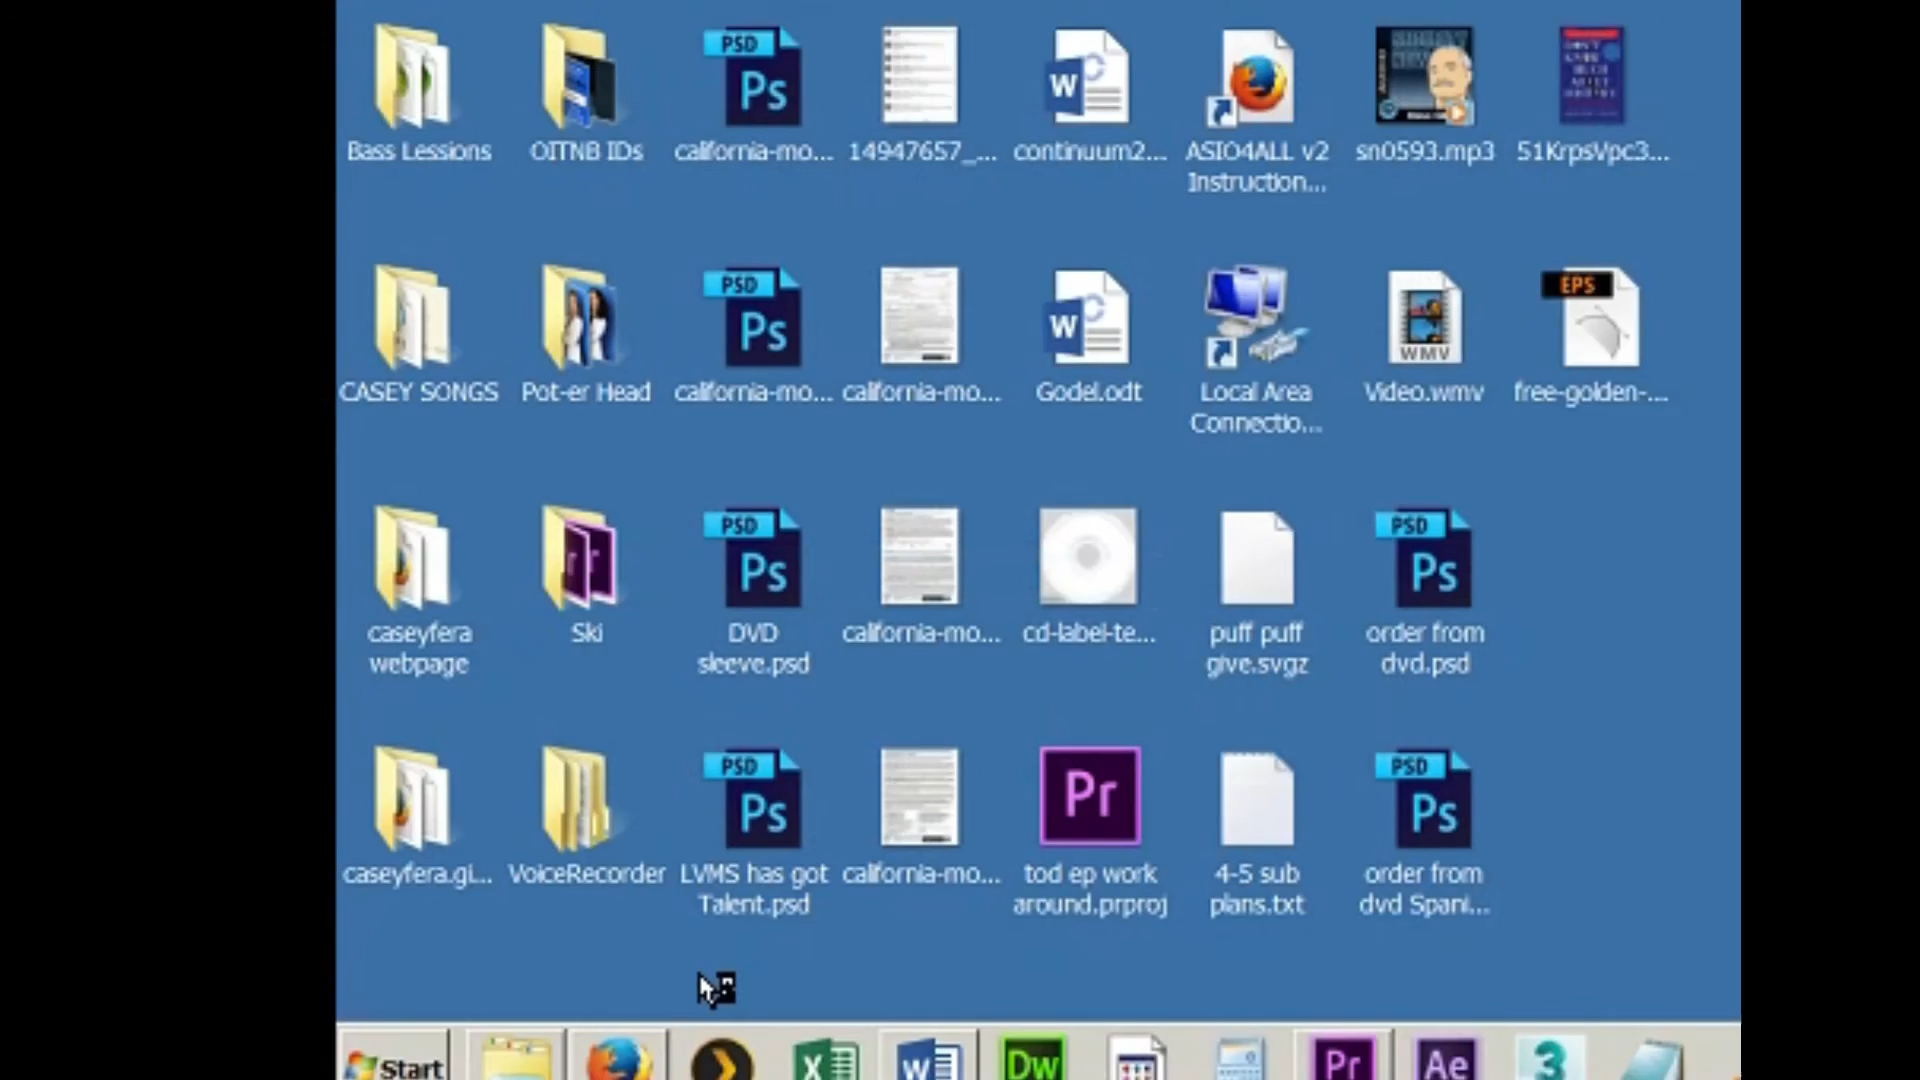 PSD
Ps
W
Bass Lessions
OITNB IDs
california-mo...
14947657_...
continuum2...
ASIO4ALL v2
Instruction...
sn0593.mp3
51KrpsVpc3...
PSD
Ps
W
WMV
EPS
CASEY SONGS
Pot-er Head
california-mo...
california-mo...
Godel.odt
Local Area
Connectio...
Video.wmv
free-golden-...
PSD
Ps
PSD
Ps
caseyfera
webpage
Ski
DVD
sleeve.psd
california-mo...
cd-label-te...
puff puff
give.svgz
order from
dvd.psd
PSD
Ps
Pr
PSD
Ps
caseyfera.gi...
VoiceRecorder
LVMS has got
Talent.psd
california-mo...
tod ep work
around.prproj
4-5 sub
plans.txt
order from
dvd Spani...
Start
X
W
Dw
Pr
Ae
3